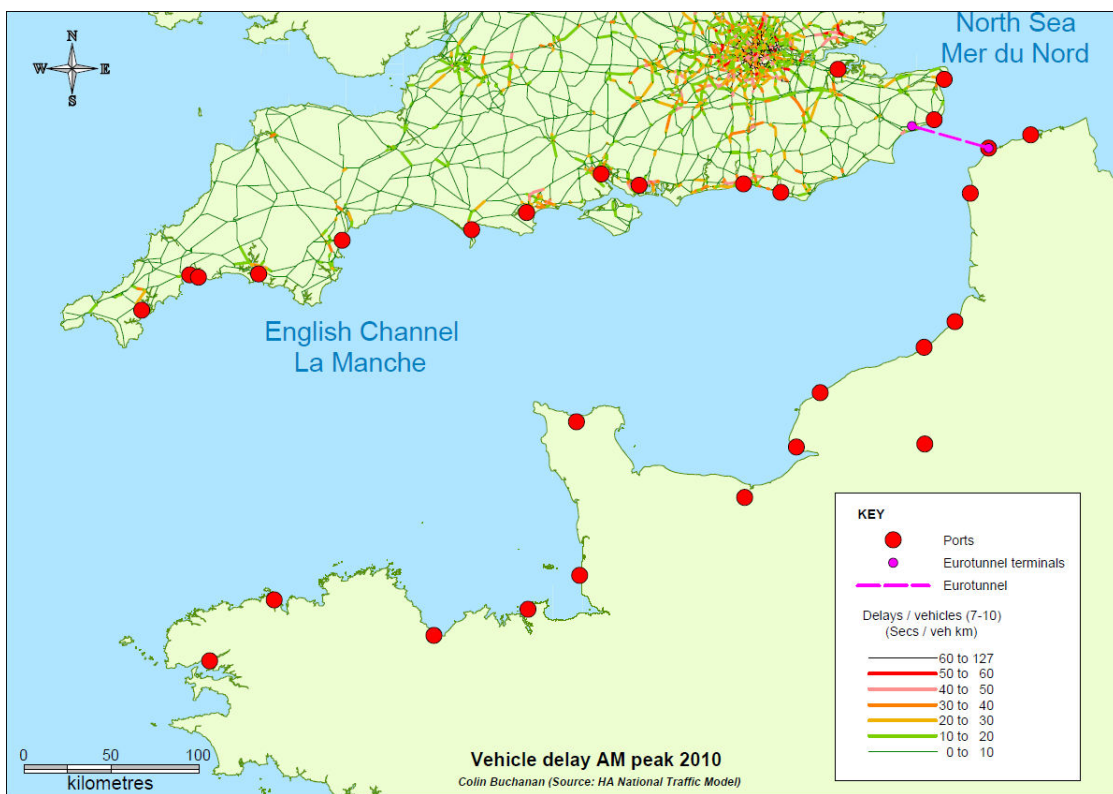 North Sea
Mer du Nord
N
W E
S
English Channel
La Manche
KEY
Ports
Eurotunnel terminals
Eurotunnel
Delays / vehicles (7-10)
(Secs / veh km)
60 to 127
50 to 60
40 to 50
30 to 40
20 to 30
10 to 20
0 to 10
0 50 100
kilometres
Vehicle delay AM peak 2010
Colin Buchanan (Source: HA National Traffic Model)